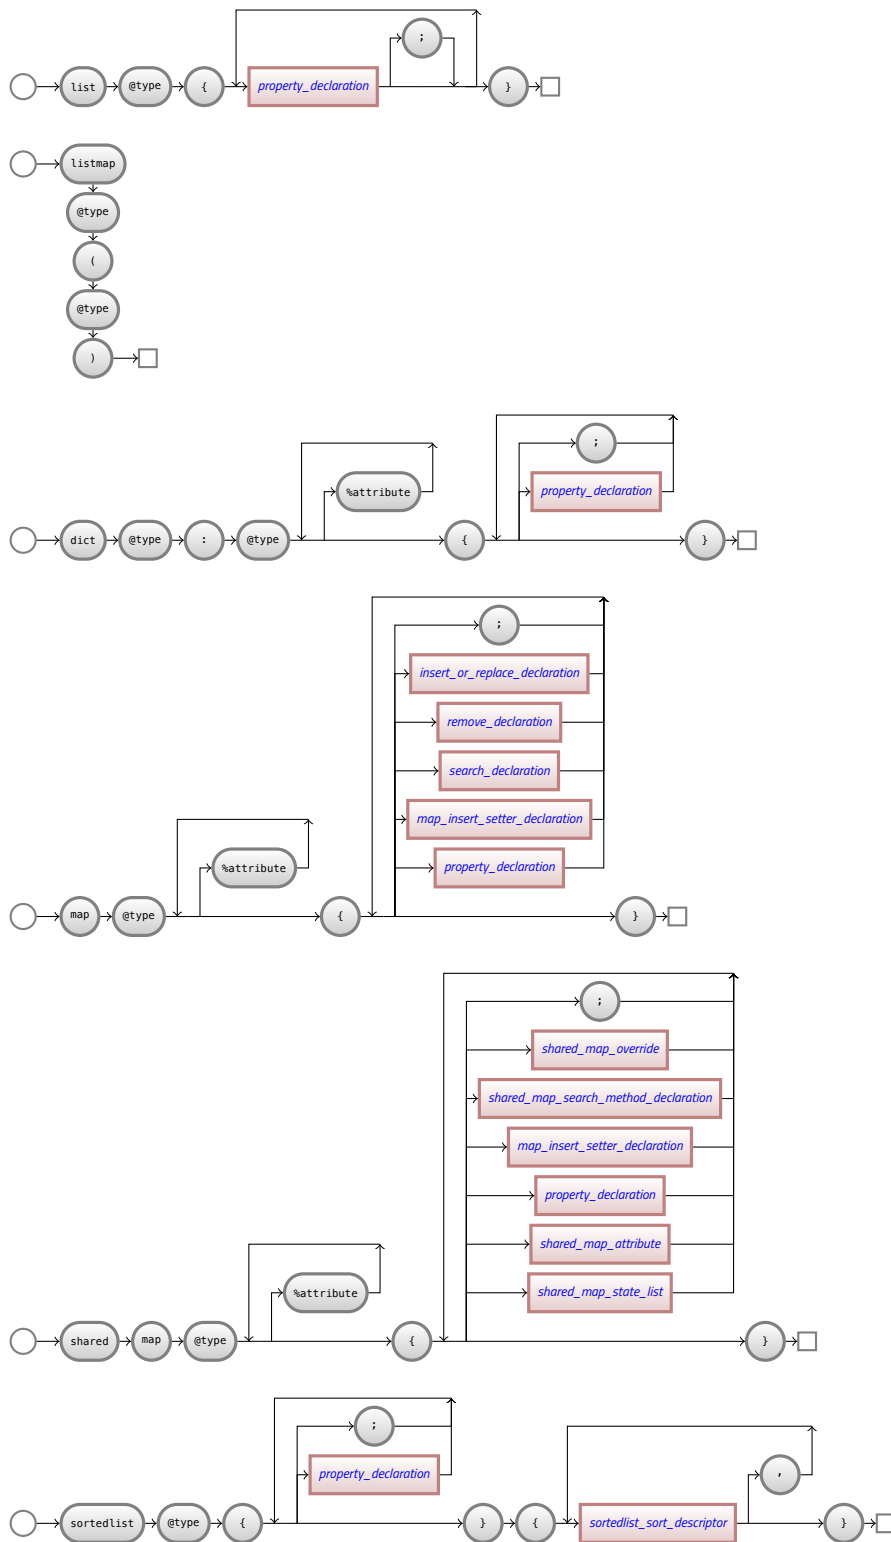 ;
list @type { property_declaration }
listmap
@type
(
@type
)
;
%attribute property_declaration
dict @type : @type { }
;
insert_or_replace_declaration
remove_declaration
search_declaration
map_insert_setter_declaration
%attribute property_declaration
map @type { }
;
shared_map_override
shared_map_search_method_declaration
map_insert_setter_declaration
property_declaration
shared_map_attribute
%attribute shared_map_state_list
shared map @type { }
;
property_declaration ,
sortedlist @type { } { sortedlist_sort_descriptor }